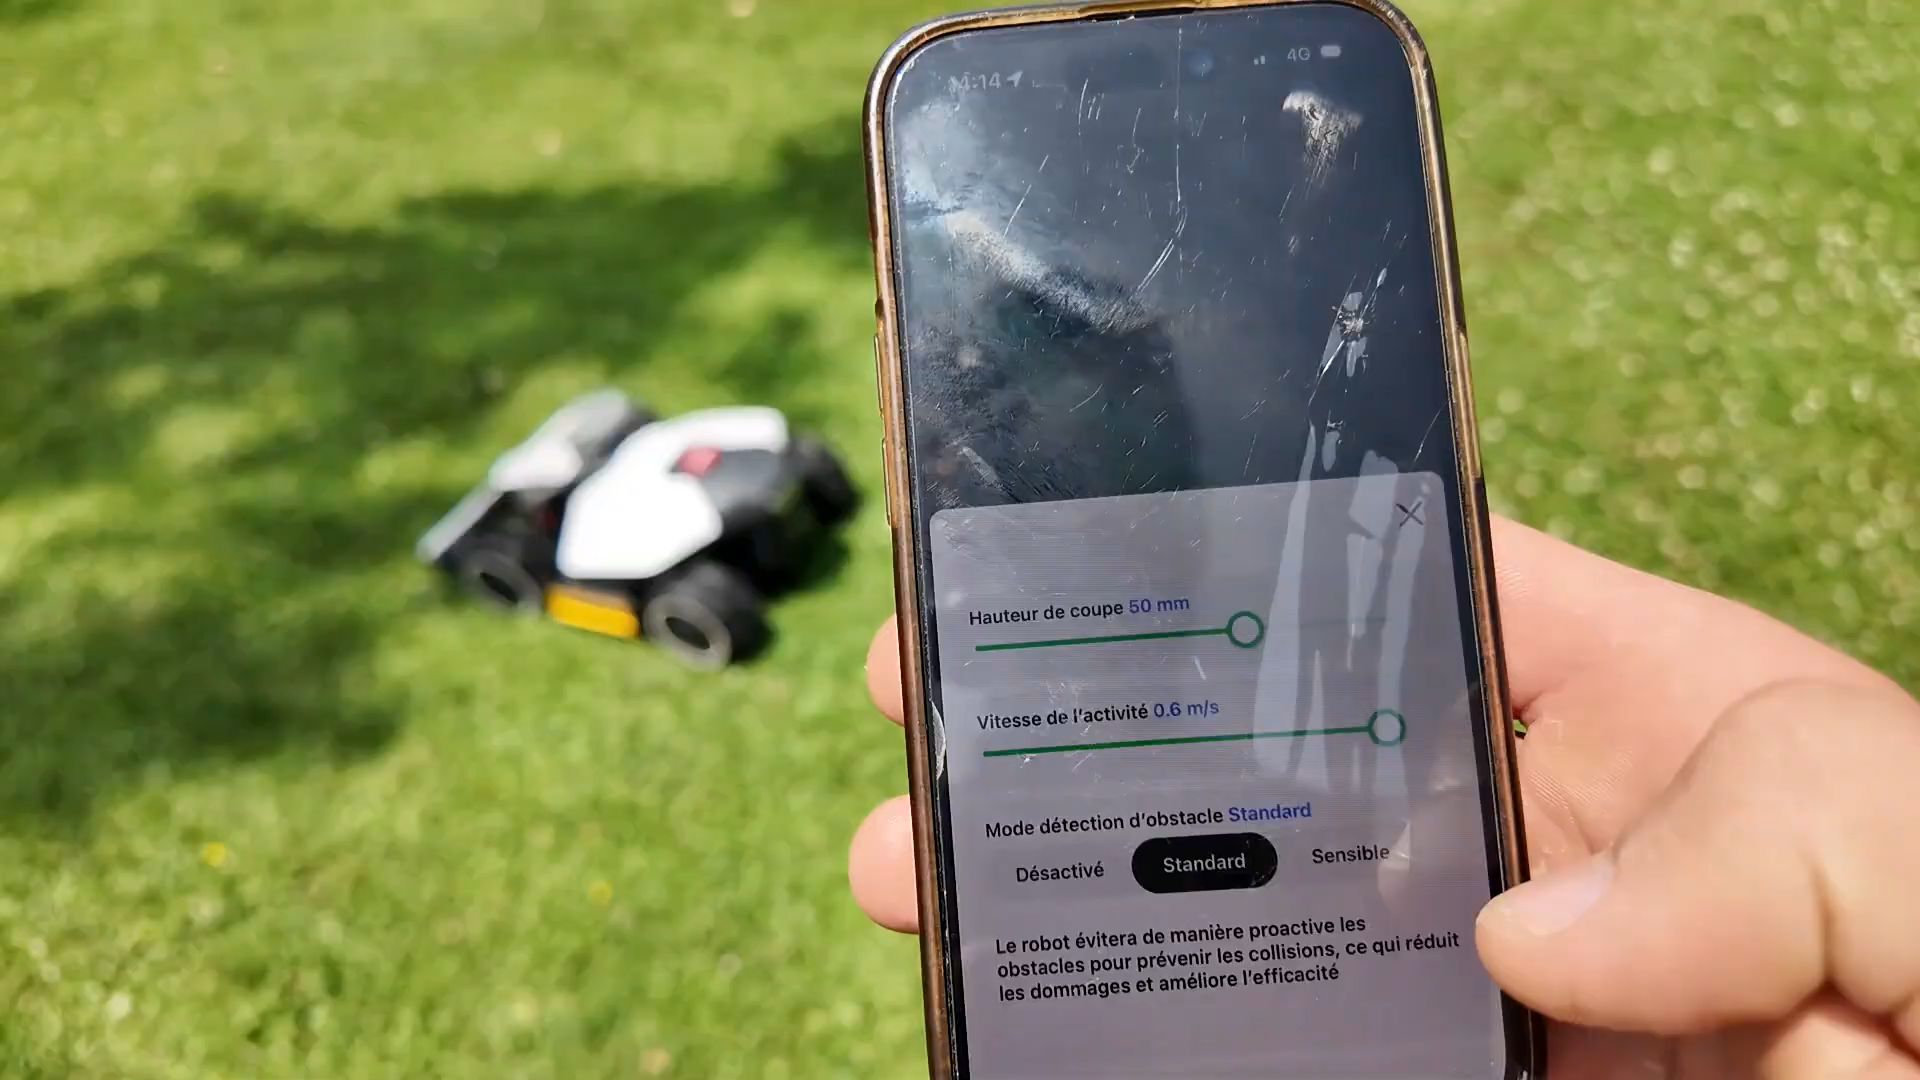 4:14
4G
Hauteur de coupe 50 mm
Vitesse de l'activité 0.6 m/s
Mode détection d'obstacle Standard
Désactivé Standard Sensible
Le robot évitera de manière proactive les
obstacles pour prévenir les collisions, ce qui réduit
les dommages et améliore l'efficacité